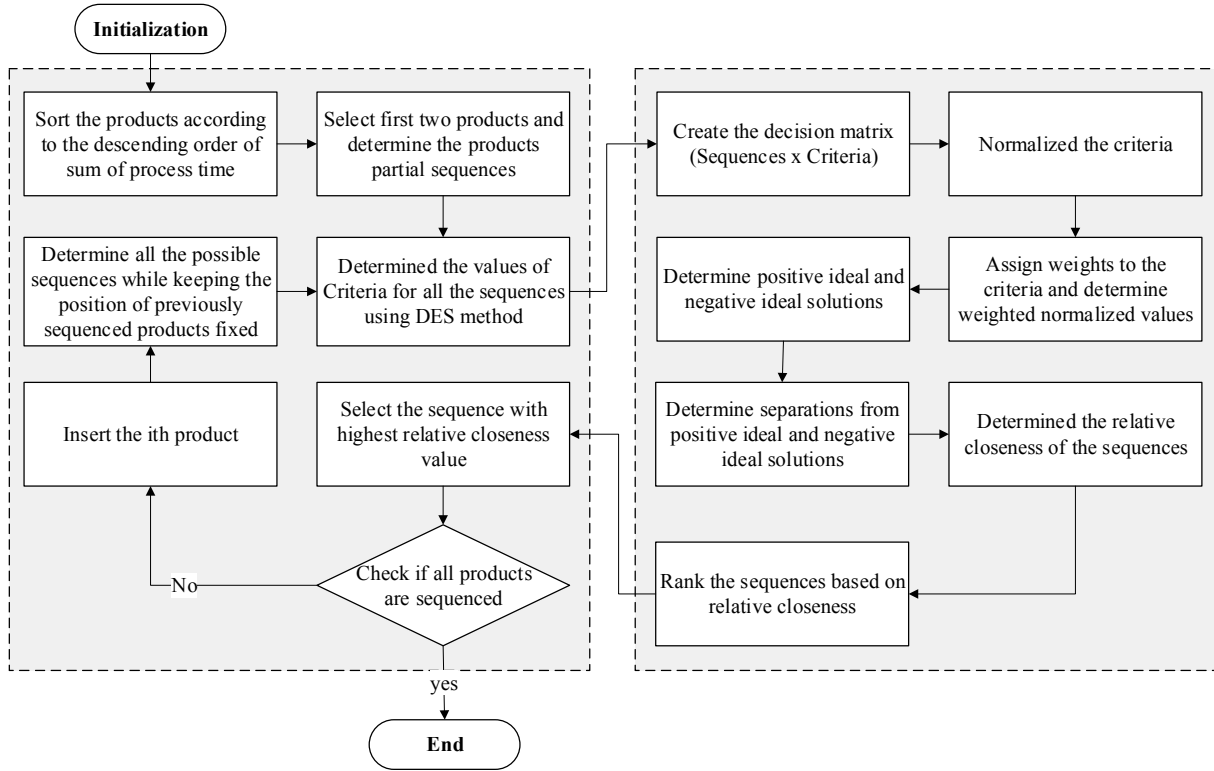 Initialization
Sort the products according
to the descending order of
sum of process time
Select first two products and
determine the products
partial sequences
Determine all the possible
sequences while keeping the
position of previously
sequenced products fixed
Determined the values of
Criteria for all the sequences
using DES method
Insert the ith product
Select the sequence with
highest relative closeness
value
Check if all products
are sequenced
No
yes
End
Create the decision matrix
(Sequences x Criteria)
Normalized the criteria
Determine positive ideal and
negative ideal solutions
Assign weights to the
criteria and determine
weighted normalized values
Determine separations from
positive ideal and negative
ideal solutions
Determined the relative
closeness of the sequences
Rank the sequences based on
relative closeness